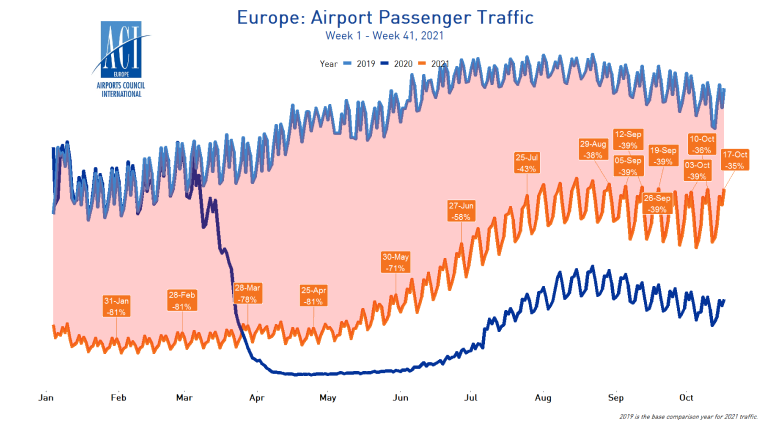 Europe: Airport Passenger Traffic
Week 1 - Week 41, 2021
ACI
EUROPE
AIRPORTS COUNCIL
INTERNATIONAL
Year 2019 2020 2021
31-Jan
-81%
28-Feb
-81%
28-Mar
-78%
25-Apr
-81%
30-May
-71%
27-Jun
-58%
25-Jul
-43%
29-Aug
-38%
05-Sep
-39%
12-Sep
-39%
19-Sep
-39%
26-Sep
-39%
03-Oct
-39%
10-Oct
-36%
17-Oct
-35%
Jan Feb Mar Apr May Jun Jul Aug Sep Oct
2019 is the base comparison year for 2021 traffic.